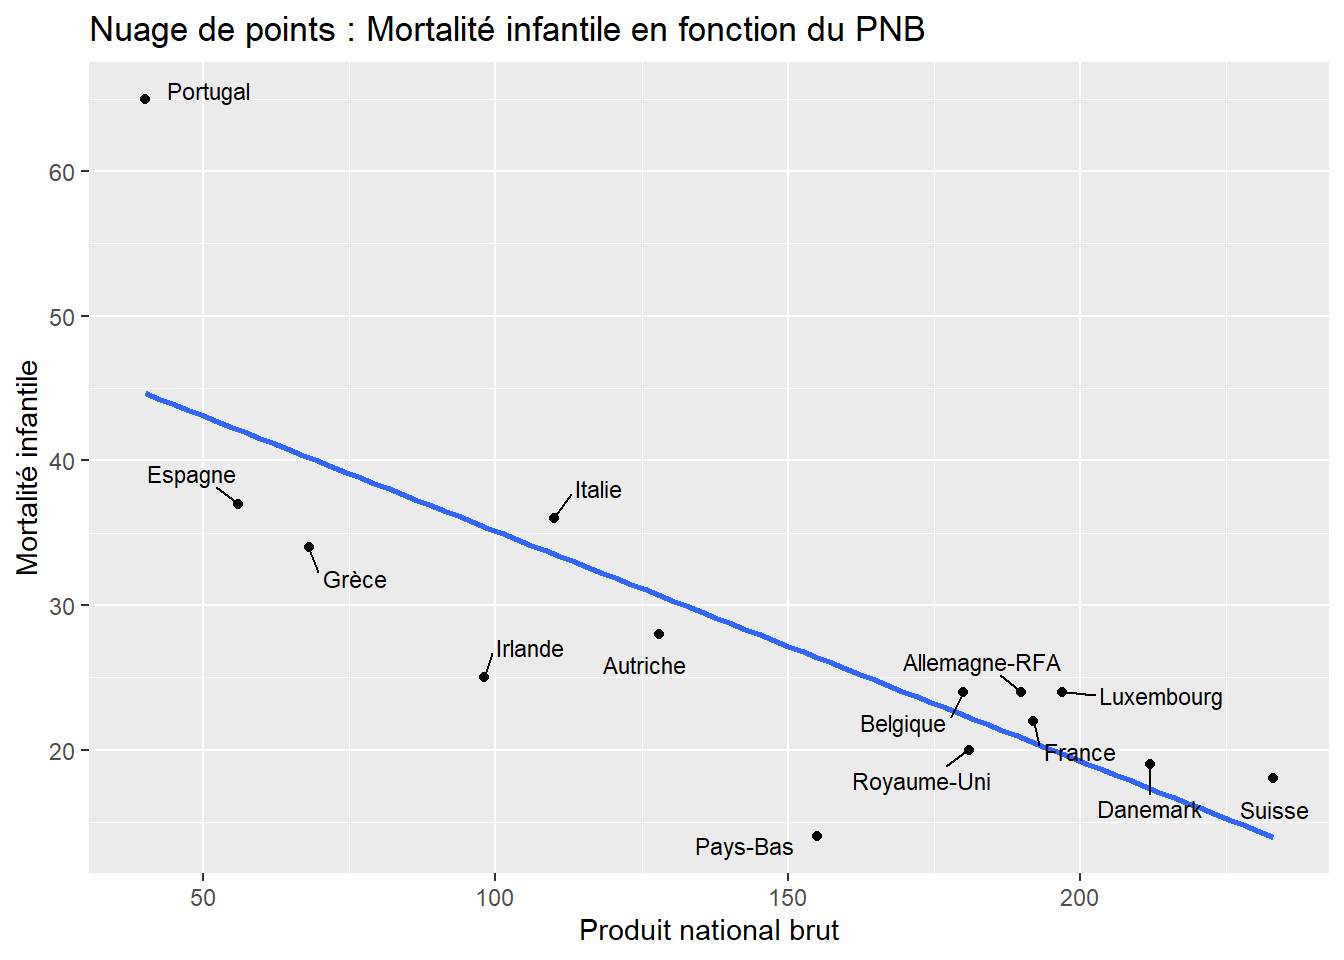 Nuage de points : Mortalité infantile en fonction du PNB
Portugal
60
50
Mortalité infantile
40
Espagne
Italie
Grèce
30
Irlande
Autriche
Allemagne-RFA
Luxembourg
Belgique
France
20
Royaume-Uni
Danemark
Suisse
Pays-Bas
50
100
150
200
Produit national brut